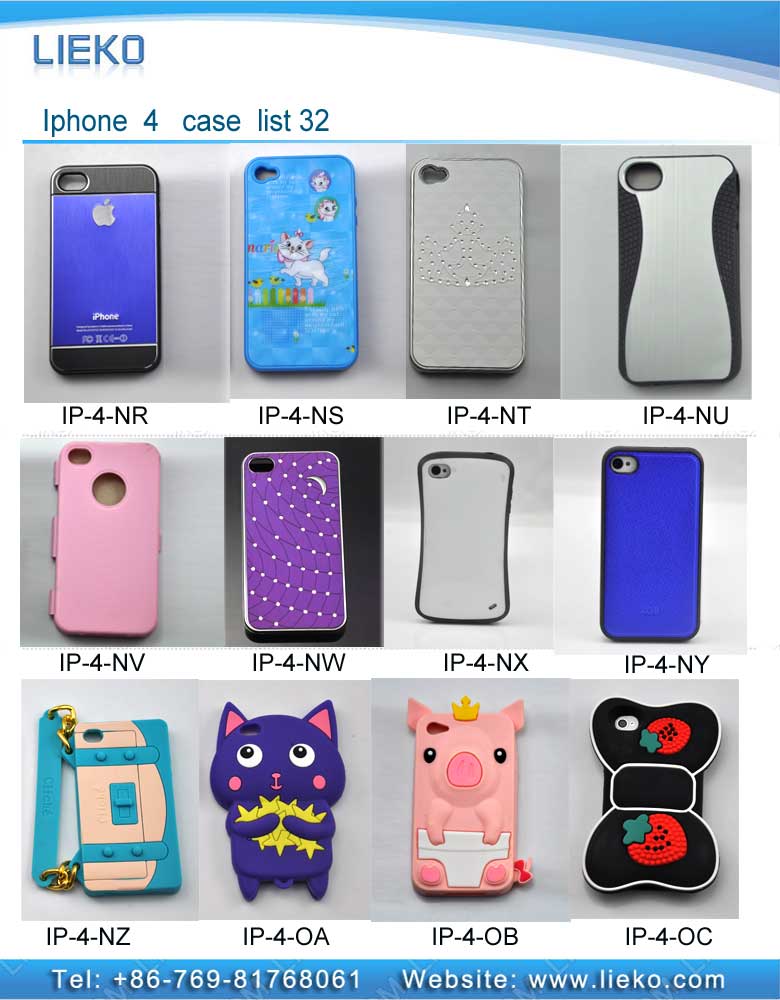 LIEKO
Iphone 4 case list 32
iPhone
IP-4-NR
IP-4-NS
IP-4-NT
IP-4-NU
IP-4-NV
IP-4-NW
IP-4-NX
IP-4-NY
Cliché
IP-4-NZ
IP-4-OA
IP-4-OB
IP-4-OC
Tel: +86-769-81768061 Website: www.lieko.com